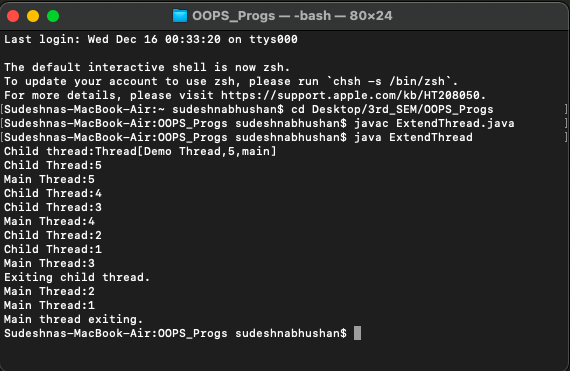 OOPS_Progs — -bash — 80×24
Last login: Wed Dec 16 00:33:20 on ttys000
The default interactive shell is now zsh.
To update your account to use zsh, please run `chsh -s /bin/zsh`.
For more details, please visit https://support.apple.com/kb/HT208050.
[Sudeshnas-MacBook-Air:~ sudeshnabhushan$ cd Desktop/3rd_SEM/OOPS_Progs ]
[Sudeshnas-MacBook-Air:OOPS_Progs sudeshnabhushan$ javac ExtendThread.java ]
[Sudeshnas-MacBook-Air:OOPS_Progs sudeshnabhushan$ java ExtendThread ]
Child thread:Thread[Demo Thread,5,main]
Child Thread:5
Main Thread:5
Child Thread:4
Child Thread:3
Main Thread:4
Child Thread:2
Child Thread:1
Main Thread:3
Exiting child thread.
Main Thread:2
Main Thread:1
Main thread exiting.
Sudeshnas-MacBook-Air:OOPS_Progs sudeshnabhushan$